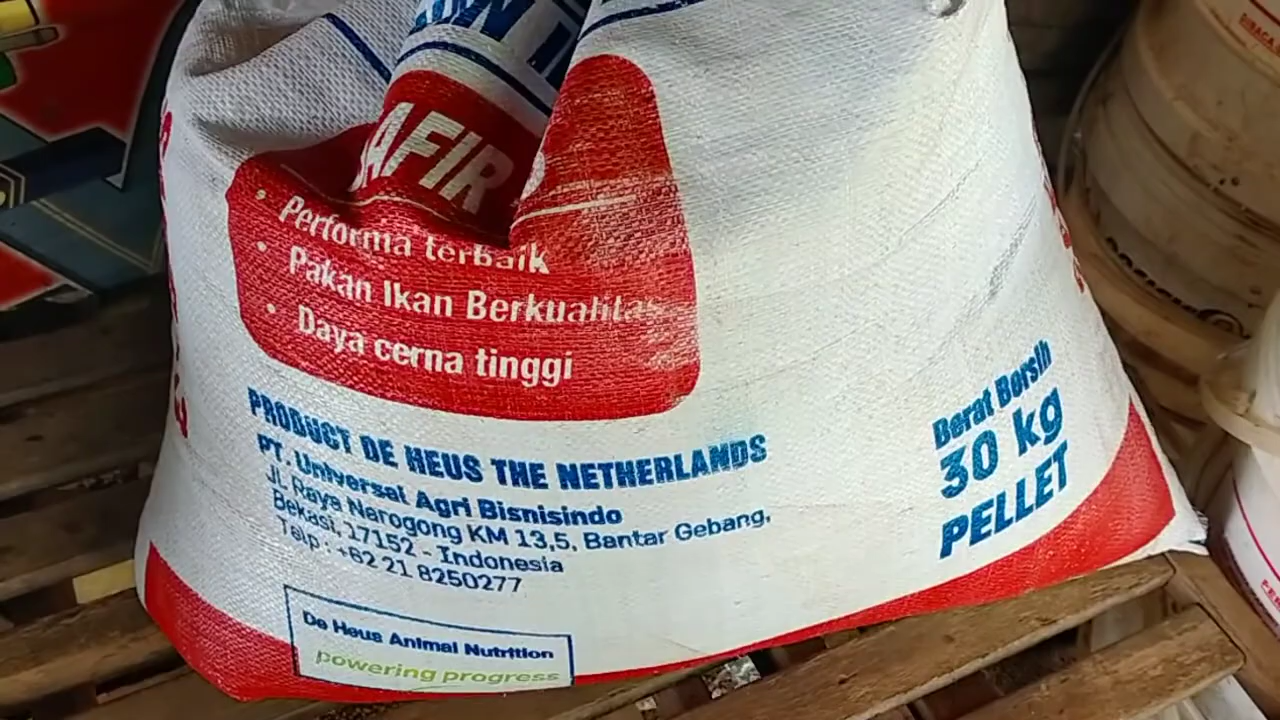 AFIR
• Performa terbaik
• Pakan Ikan Berkualitas
• Daya cerna tinggi
PRODUCT DE HEUS THE NETHERLANDS
PT. Universal Agri Bisnisindo
Jl. Raya Narogong KM 13,5, Bantar Gebang,
Bekasi, 17152 - Indonesia
Telp : +62 21 8250277
De Heus Animal Nutrition
powering progress
Berat Bersih
30 kg
PELLET